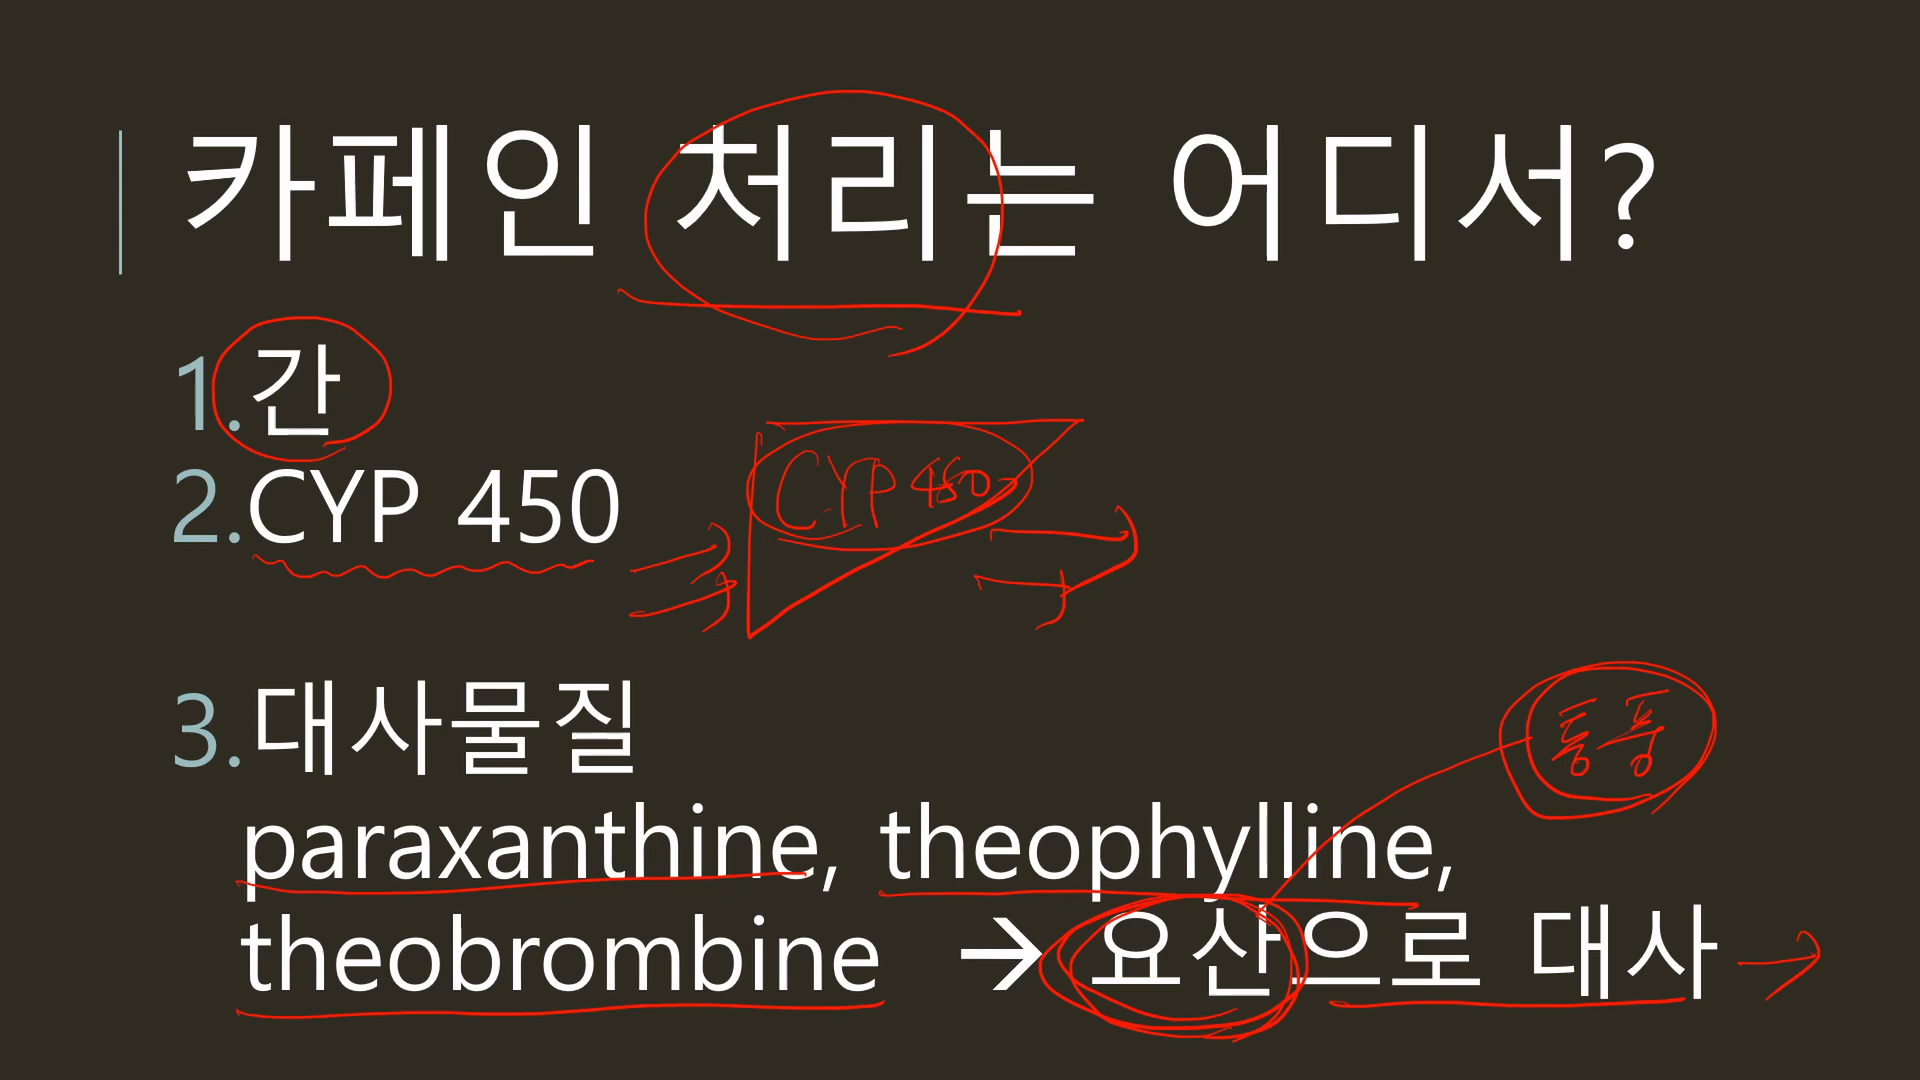 카페인 처리는 어디서?
1. 간
2. CYP 450
CYP 450
3. 대사물질
통풍
paraxanthine, theophylline,
theobrombine → 요산으로 대사